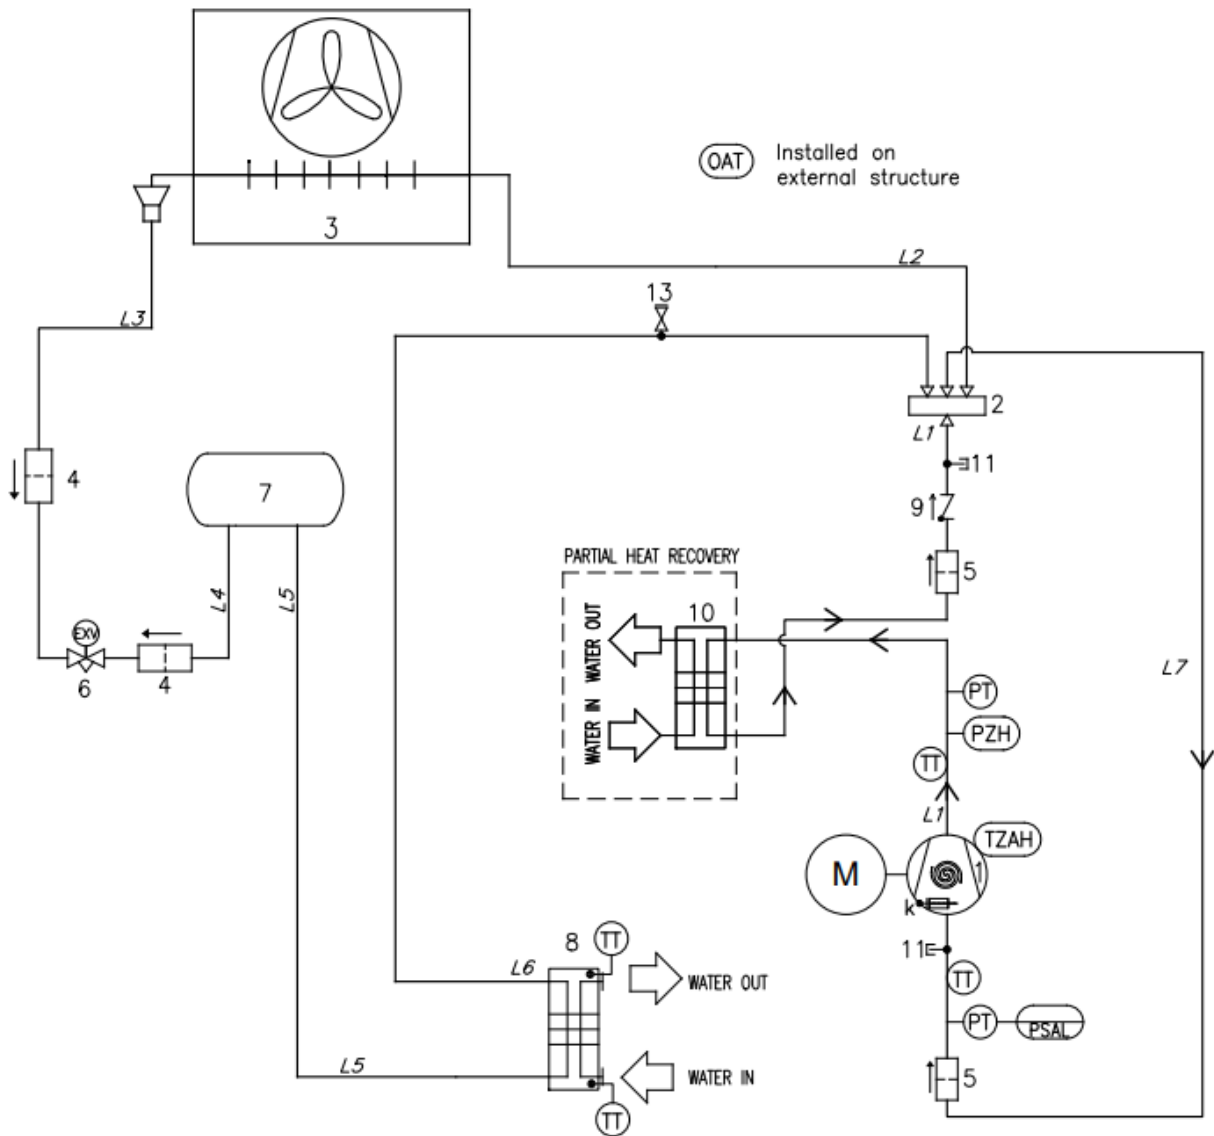 OAT
Installed on
external structure
3
L2
13
L3
2
L1
11
4
7
9
PARTIAL HEAT RECOVERY
5
10
L4
L5
WATER OUT
WATER IN
EXV
6
4
L7
PT
PZH
TT
L1
TZAH
M
1
k
11
8
TT
L6
WATER OUT
TT
PT
PSAL
L5
WATER IN
5
TT